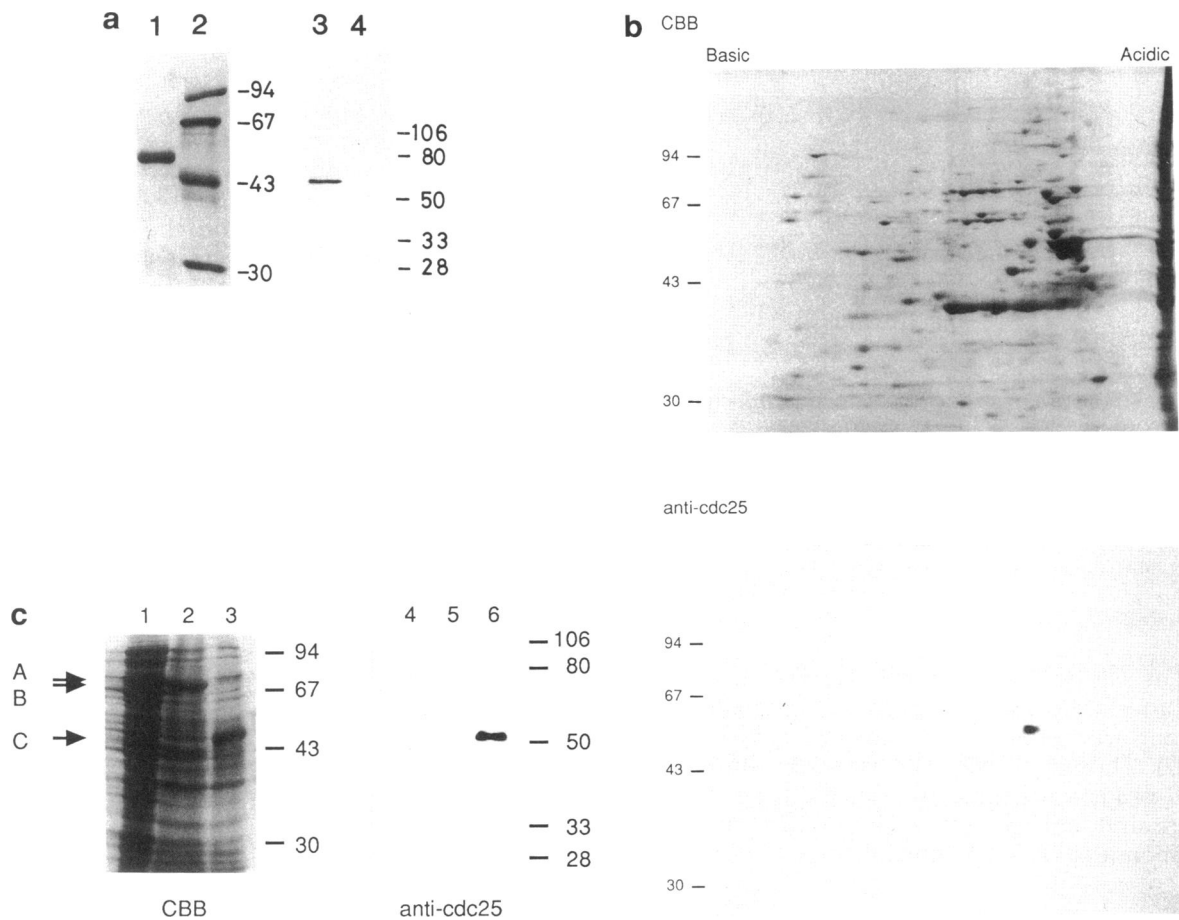 a
1 2 3 4
-94
-67
-43
-30
-106
- 80
- 50
- 33
- 28
b CBB
Basic Acidic
94 –
67 –
43 –
30 –
anti-cdc25
94 –
67 –
43 –
30 –
c
1 2 3 4 5 6
A
B
C
– 94
– 67
– 43
– 30
– 106
– 80
– 50
– 33
– 28
CBB anti-cdc25